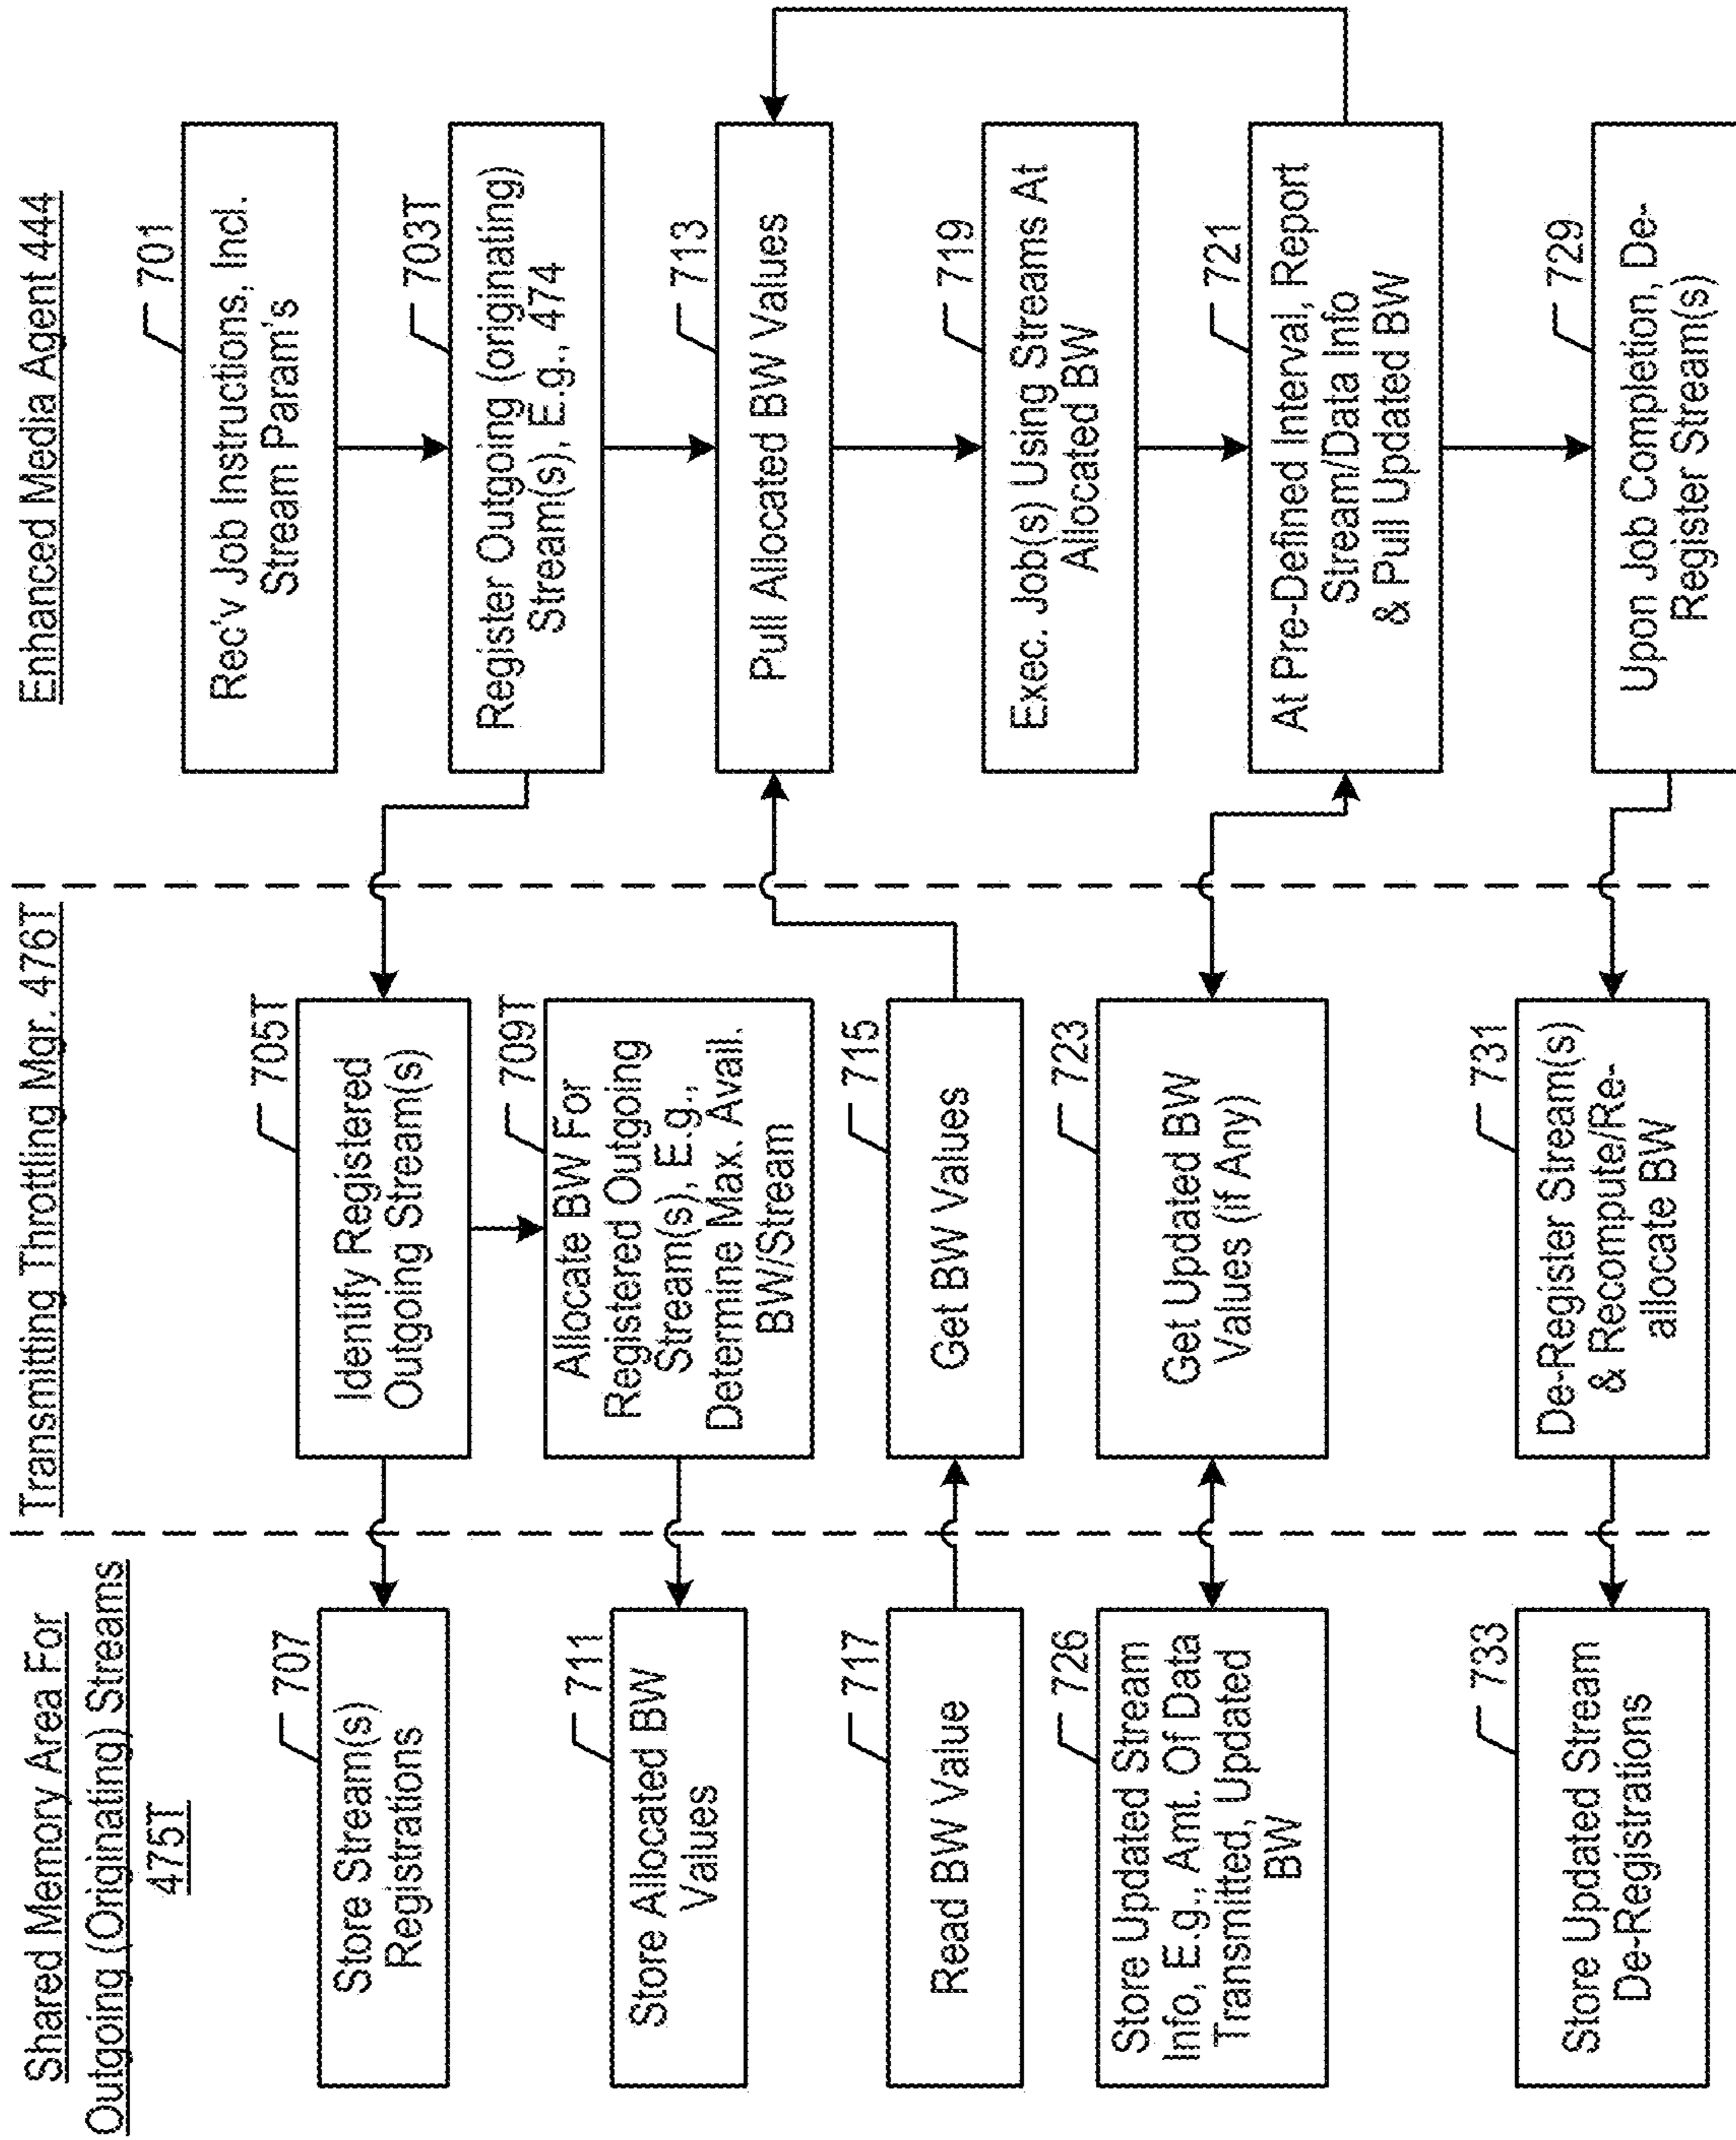 Shared Memory Area For
Outgoing (Originating) Streams
475T
707
Store Stream(s)
Registrations
711
Store Allocated BW
Values
717
Read BW Value
726
Store Updated Stream
Info, E.g., Amt. Of Data
Transmitted, Updated
BW
733
Store Updated Stream
De-Registrations
Transmitting Throttling Mgr. 476T
705T
Identify Registered
Outgoing Stream(s)
709T
Allocate BW For
Registered Outgoing
Stream(s), E.g.,
Determine Max. Avail.
BW/Stream
715
Get BW Values
723
Get Updated BW
Values (if Any)
731
De-Register Stream(s)
& Recompute/Re-
allocate BW
Enhanced Media Agent 444
701
Rec'v Job Instructions, Incl.
Stream Param's
703T
Register Outgoing (originating)
Stream(s), E.g., 474
713
Pull Allocated BW Values
719
Exec. Job(s) Using Streams At
Allocated BW
721
At Pre-Defined Interval, Report
Stream/Data Info
& Pull Updated BW
729
Upon Job Completion, De-
Register Stream(s)